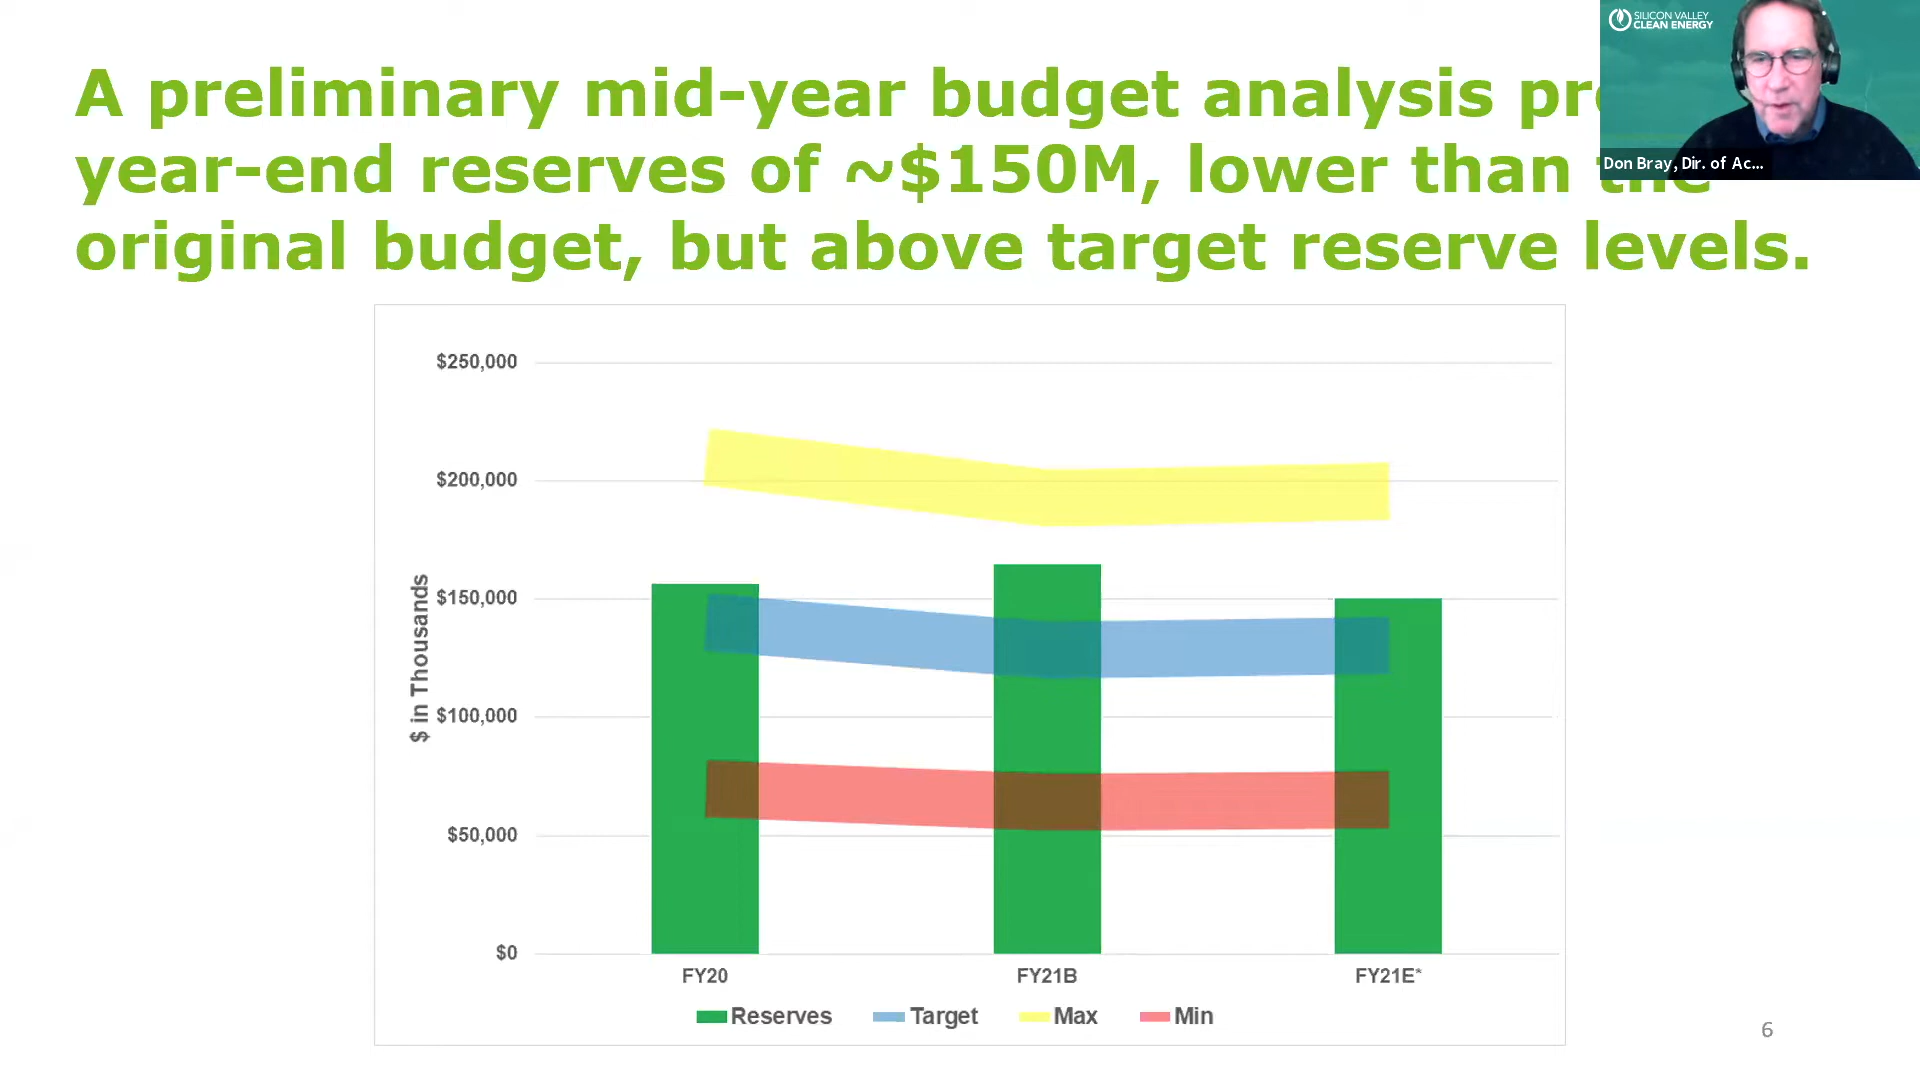 SILICON VALLEY
CLEAN ENERGY
A preliminary mid-year budget analysis
year-end reserves of ~$150M, lower than the
original budget, but above target reserve levels.
Don Bray, Dir. of Ac...
$250,000
$200,000
$150,000
$100,000
$50,000
$0
$ in Thousands
FY20 FY21B FY21E*
Reserves Target Max Min
6